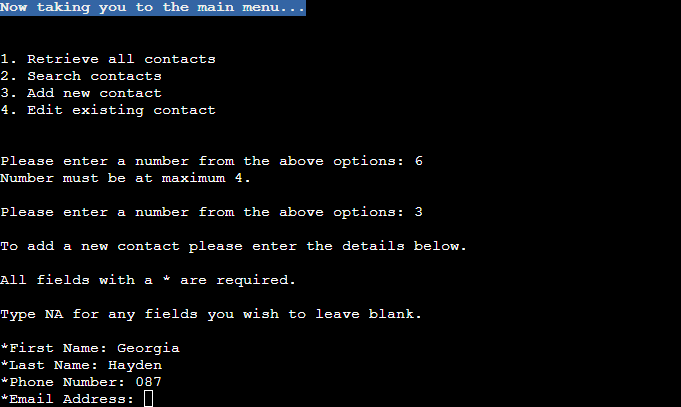 Now taking you to the main menu...
1. Retrieve all contacts
2. Search contacts
3. Add new contact
4. Edit existing contact
Please enter a number from the above options: 6
Number must be at maximum 4.
Please enter a number from the above options: 3
To add a new contact please enter the details below.
All fields with a * are required.
Type NA for any fields you wish to leave blank.
*First Name: Georgia
*Last Name: Hayden
*Phone Number: 087
*Email Address: